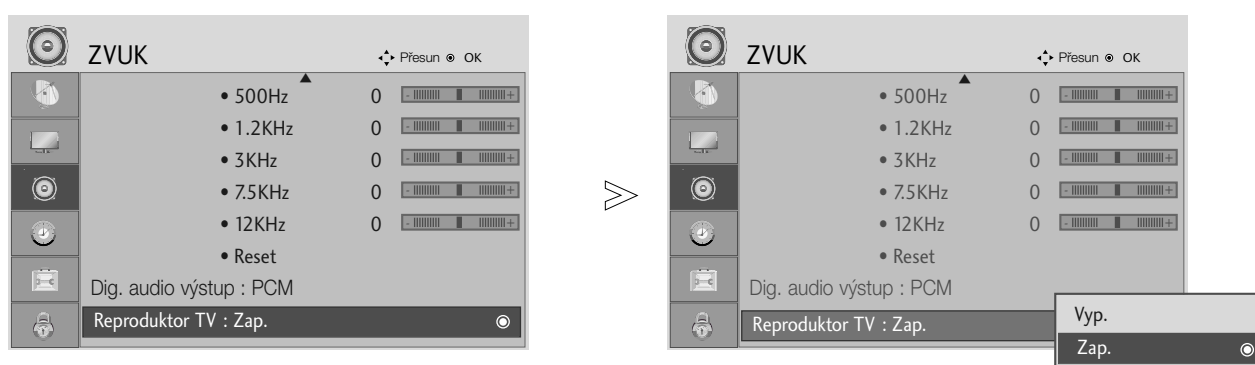 ZVUK Přesun OK
• 500Hz 0 - +
• 1.2KHz 0 - +
• 3KHz 0 - +
• 7.5KHz 0 - +
• 12KHz 0 - +
• Reset
Dig. audio výstup : PCM
Reproduktor TV : Zap.
ZVUK Přesun OK
• 500Hz 0 - +
• 1.2KHz 0 - +
• 3KHz 0 - +
• 7.5KHz 0 - +
• 12KHz 0 - +
• Reset
Dig. audio výstup : PCM
Reproduktor TV : Zap.
Vyp.
Zap.